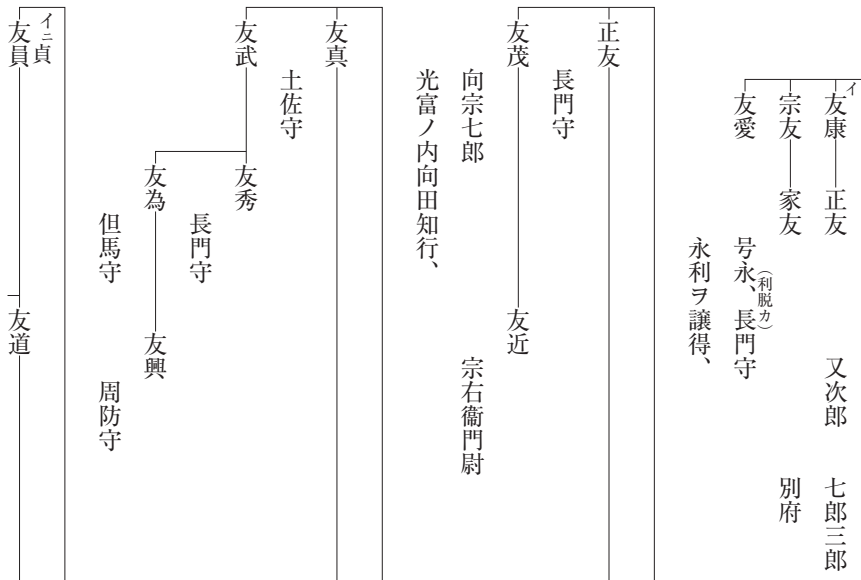 イ
友康 正友 又次郎 七郎三郎
宗友 家友 別府
友愛
号永、長門守
(利脱カ)
永利ヲ譲得、
正友
長門守
友茂 友近
宗右衞門尉
向宗七郎
光富ノ内向田知行、
友真
土佐守
友武 友秀
長門守
友為 友興
但馬守
周防守
イニ貞
友員 友道